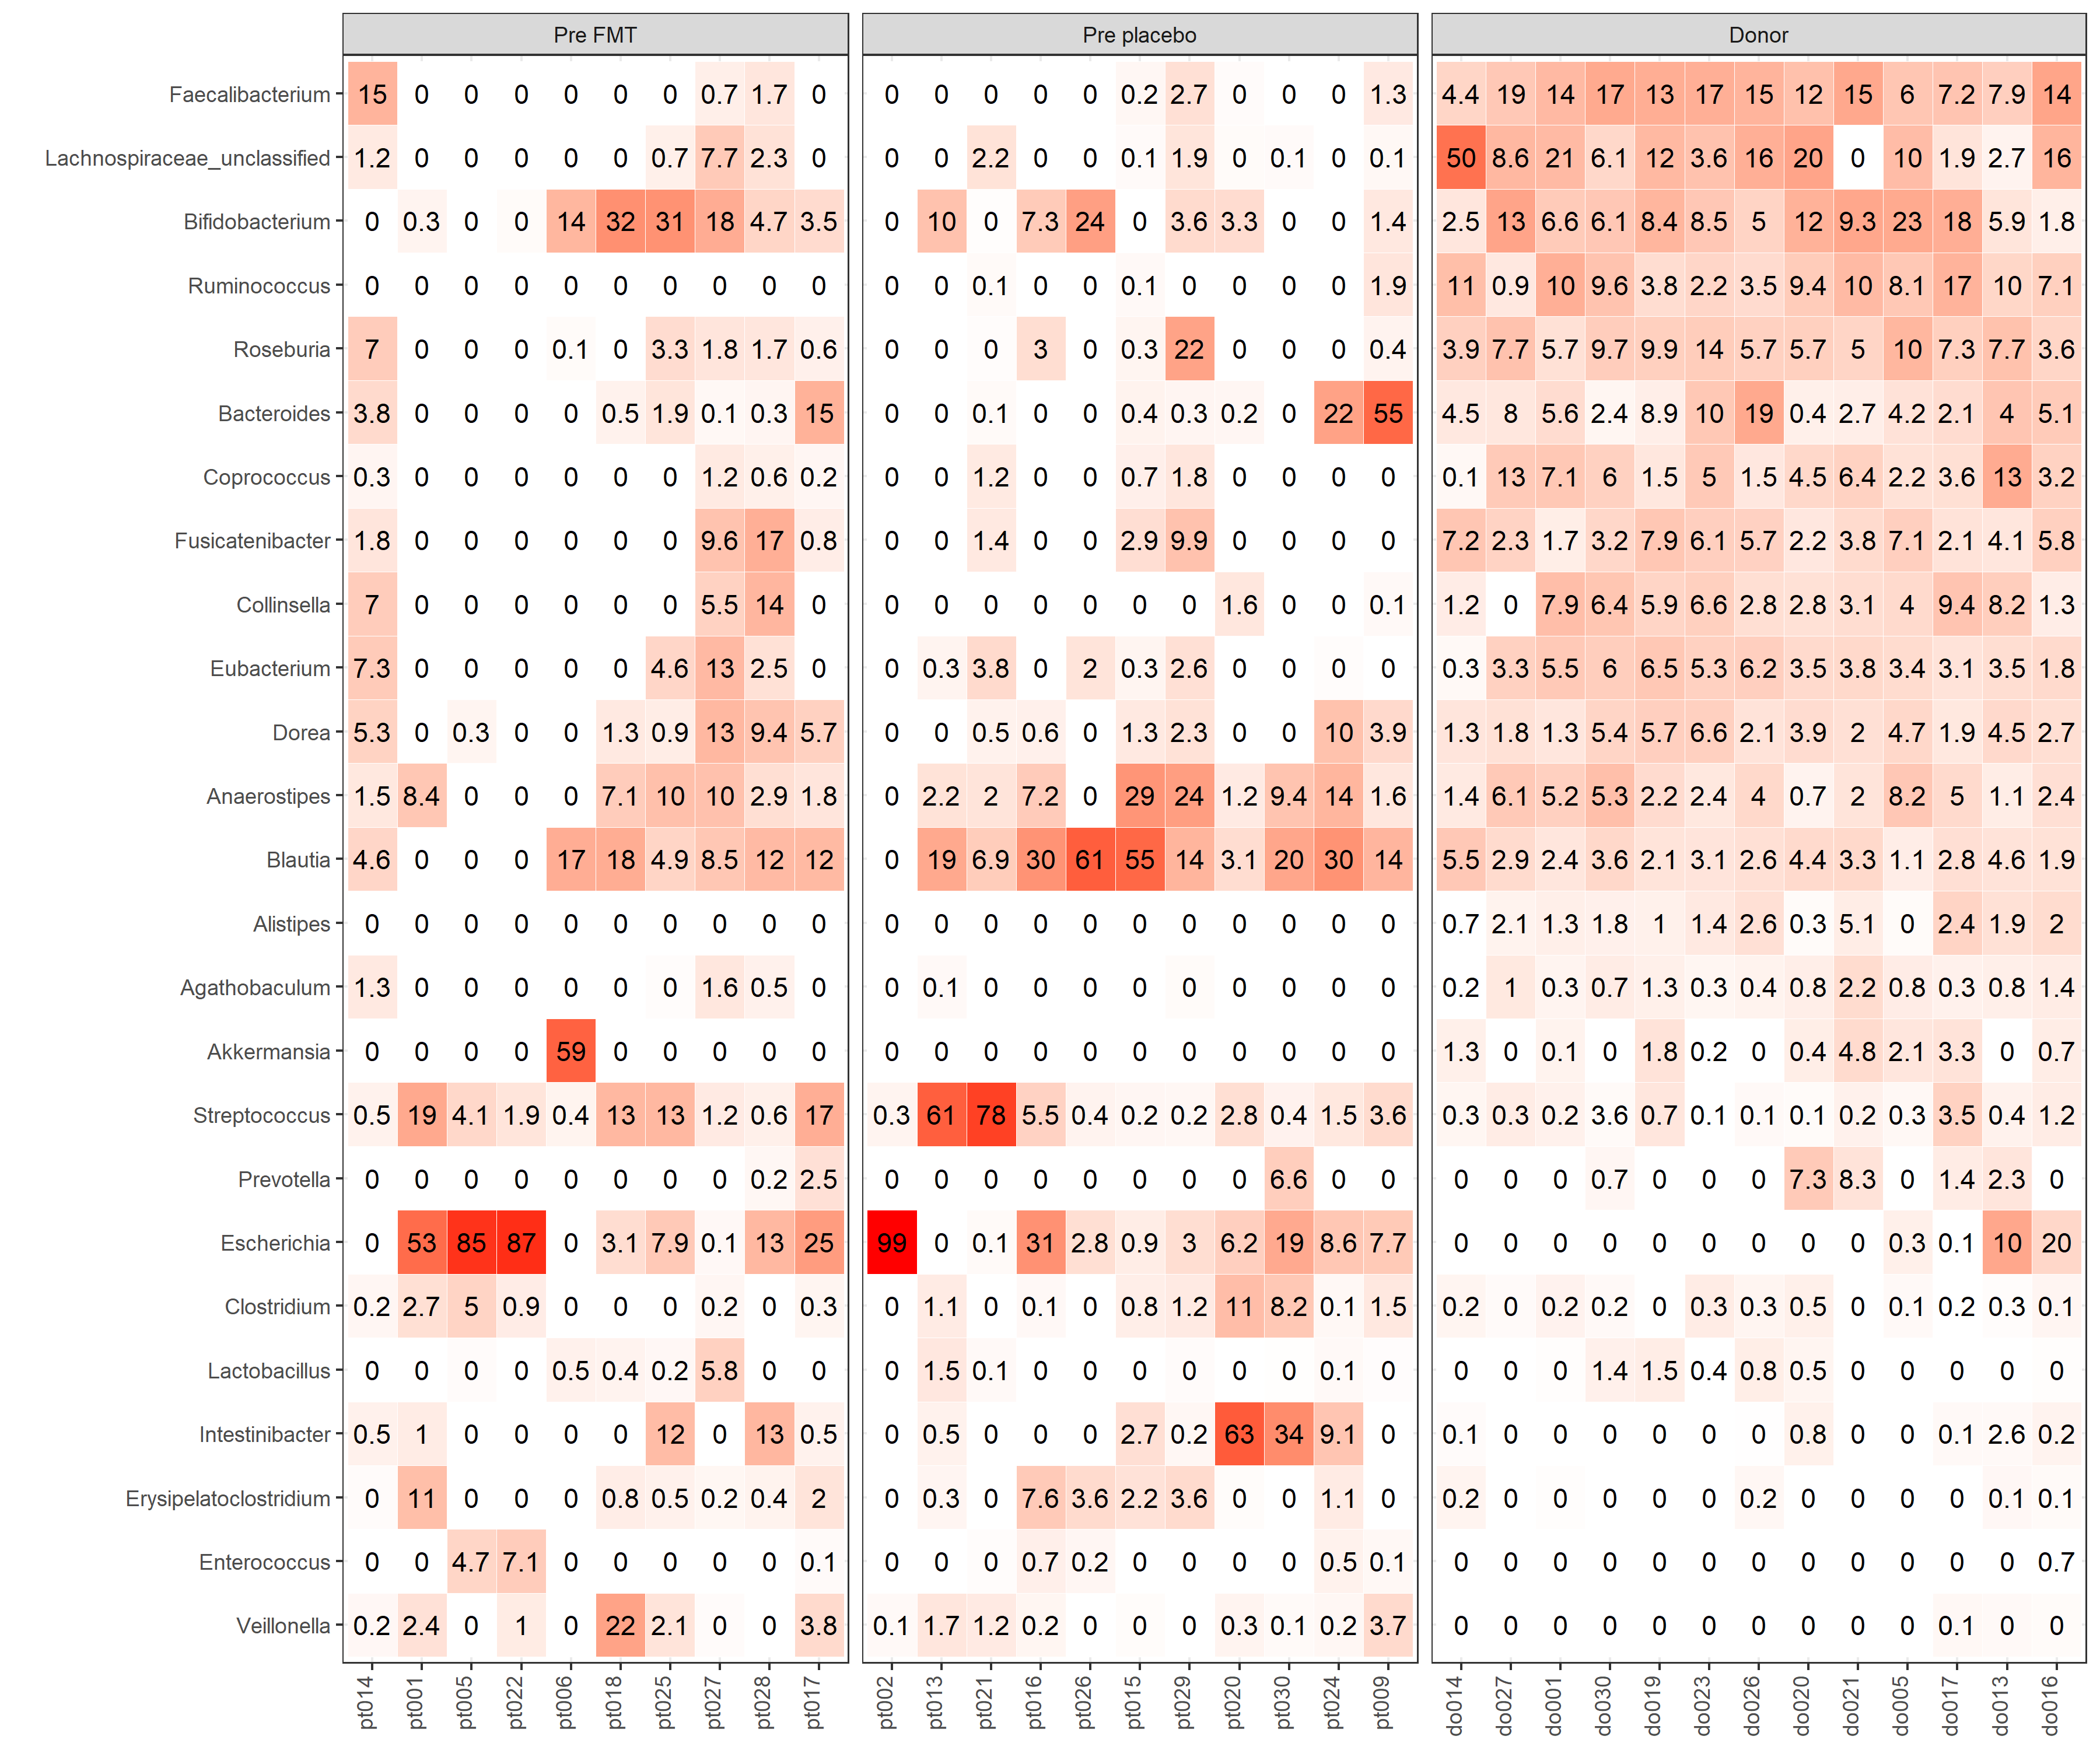 Pre FMT Pre placebo Donor
Faecalibacterium 15 0 0 0 0 0 0 0.7 1.7 0 0 0 0 0 0 0.2 2.7 0 0 0 1.3 4.4 19 14 17 13 17 15 12 15 6 7.2 7.9 14
Lachnospiraceae_unclassified 1.2 0 0 0 0 0 0.7 7.7 2.3 0 0 0 2.2 0 0 0.1 1.9 0 0.1 0 0.1 50 8.6 21 6.1 12 3.6 16 20 0 10 1.9 2.7 16
Bifidobacterium 0 0.3 0 0 14 32 31 18 4.7 3.5 0 10 0 7.3 24 0 3.6 3.3 0 0 1.4 2.5 13 6.6 6.1 8.4 8.5 5 12 9.3 23 18 5.9 1.8
Ruminococcus 0 0 0 0 0 0 0 0 0 0 0 0 0.1 0 0 0.1 0 0 0 0 1.9 11 0.9 10 9.6 3.8 2.2 3.5 9.4 10 8.1 17 10 7.1
Roseburia 7 0 0 0 0.1 0 3.3 1.8 1.7 0.6 0 0 0 3 0 0.3 22 0 0 0 0.4 3.9 7.7 5.7 9.7 9.9 14 5.7 5.7 5 10 7.3 7.7 3.6
Bacteroides 3.8 0 0 0 0 0.5 1.9 0.1 0.3 15 0 0 0.1 0 0 0.4 0.3 0.2 0 22 55 4.5 8 5.6 2.4 8.9 10 19 0.4 2.7 4.2 2.1 4 5.1
Coprococcus 0.3 0 0 0 0 0 0 1.2 0.6 0.2 0 0 1.2 0 0 0.7 1.8 0 0 0 0 0.1 13 7.1 6 1.5 5 1.5 4.5 6.4 2.2 3.6 13 3.2
Fusicatenibacter 1.8 0 0 0 0 0 0 9.6 17 0.8 0 0 1.4 0 0 2.9 9.9 0 0 0 0 7.2 2.3 1.7 3.2 7.9 6.1 5.7 2.2 3.8 7.1 2.1 4.1 5.8
Collinsella 7 0 0 0 0 0 0 5.5 14 0 0 0 0 0 0 0 0 1.6 0 0 0.1 1.2 0 7.9 6.4 5.9 6.6 2.8 2.8 3.1 4 9.4 8.2 1.3
Eubacterium 7.3 0 0 0 0 0 4.6 13 2.5 0 0 0.3 3.8 0 2 0.3 2.6 0 0 0 0 0.3 3.3 5.5 6 6.5 5.3 6.2 3.5 3.8 3.4 3.1 3.5 1.8
Dorea 5.3 0 0.3 0 0 1.3 0.9 13 9.4 5.7 0 0 0.5 0.6 0 1.3 2.3 0 0 10 3.9 1.3 1.8 1.3 5.4 5.7 6.6 2.1 3.9 2 4.7 1.9 4.5 2.7
Anaerostipes 1.5 8.4 0 0 0 7.1 10 10 2.9 1.8 0 2.2 2 7.2 0 29 24 1.2 9.4 14 1.6 1.4 6.1 5.2 5.3 2.2 2.4 4 0.7 2 8.2 5 1.1 2.4
Blautia 4.6 0 0 0 17 18 4.9 8.5 12 12 0 19 6.9 30 61 55 14 3.1 20 30 14 5.5 2.9 2.4 3.6 2.1 3.1 2.6 4.4 3.3 1.1 2.8 4.6 1.9
Alistipes 0 0 0 0 0 0 0 0 0 0 0 0 0 0 0 0 0 0 0 0 0 0.7 2.1 1.3 1.8 1 1.4 2.6 0.3 5.1 0 2.4 1.9 2
Agathobaculum 1.3 0 0 0 0 0 0 1.6 0.5 0 0 0.1 0 0 0 0 0 0 0 0 0 0.2 1 0.3 0.7 1.3 0.3 0.4 0.8 2.2 0.8 0.3 0.8 1.4
Akkermansia 0 0 0 0 59 0 0 0 0 0 0 0 0 0 0 0 0 0 0 0 0 1.3 0 0.1 0 1.8 0.2 0 0.4 4.8 2.1 3.3 0 0.7
Streptococcus 0.5 19 4.1 1.9 0.4 13 13 1.2 0.6 17 0.3 61 78 5.5 0.4 0.2 0.2 2.8 0.4 1.5 3.6 0.3 0.3 0.2 3.6 0.7 0.1 0.1 0.1 0.2 0.3 3.5 0.4 1.2
Prevotella 0 0 0 0 0 0 0 0 0.2 2.5 0 0 0 0 0 0 0 0 6.6 0 0 0 0 0 0.7 0 0 0 7.3 8.3 0 1.4 2.3 0
Escherichia 0 53 85 87 0 3.1 7.9 0.1 13 25 99 0 0.1 31 2.8 0.9 3 6.2 19 8.6 7.7 0 0 0 0 0 0 0 0 0 0.3 0.1 10 20
Clostridium 0.2 2.7 5 0.9 0 0 0 0.2 0 0.3 0 1.1 0 0.1 0 0.8 1.2 11 8.2 0.1 1.5 0.2 0 0.2 0.2 0 0.3 0.3 0.5 0 0.1 0.2 0.3 0.1
Lactobacillus 0 0 0 0 0.5 0.4 0.2 5.8 0 0 0 1.5 0.1 0 0 0 0 0 0 0.1 0 0 0 0 1.4 1.5 0.4 0.8 0.5 0 0 0 0 0
Intestinibacter 0.5 1 0 0 0 0 12 0 13 0.5 0 0.5 0 0 0 2.7 0.2 63 34 9.1 0 0.1 0 0 0 0 0 0 0.8 0 0 0.1 2.6 0.2
Erysipelatoclostridium 0 11 0 0 0 0.8 0.5 0.2 0.4 2 0 0.3 0 7.6 3.6 2.2 3.6 0 0 1.1 0 0.2 0 0 0 0 0 0.2 0 0 0 0 0.1 0.1
Enterococcus 0 0 4.7 7.1 0 0 0 0 0 0.1 0 0 0 0.7 0.2 0 0 0 0 0.5 0.1 0 0 0 0 0 0 0 0 0 0 0 0 0.7
Veillonella 0.2 2.4 0 1 0 22 2.1 0 0 3.8 0.1 1.7 1.2 0.2 0 0 0 0.3 0.1 0.2 3.7 0 0 0 0 0 0 0 0 0 0 0.1 0 0
pt014 pt001 pt005 pt022 pt006 pt018 pt025 pt027 pt028 pt017 pt002 pt013 pt021 pt016 pt026 pt015 pt029 pt020 pt030 pt024 pt009 do014 do027 do001 do030 do019 do023 do026 do020 do021 do005 do017 do013 do016